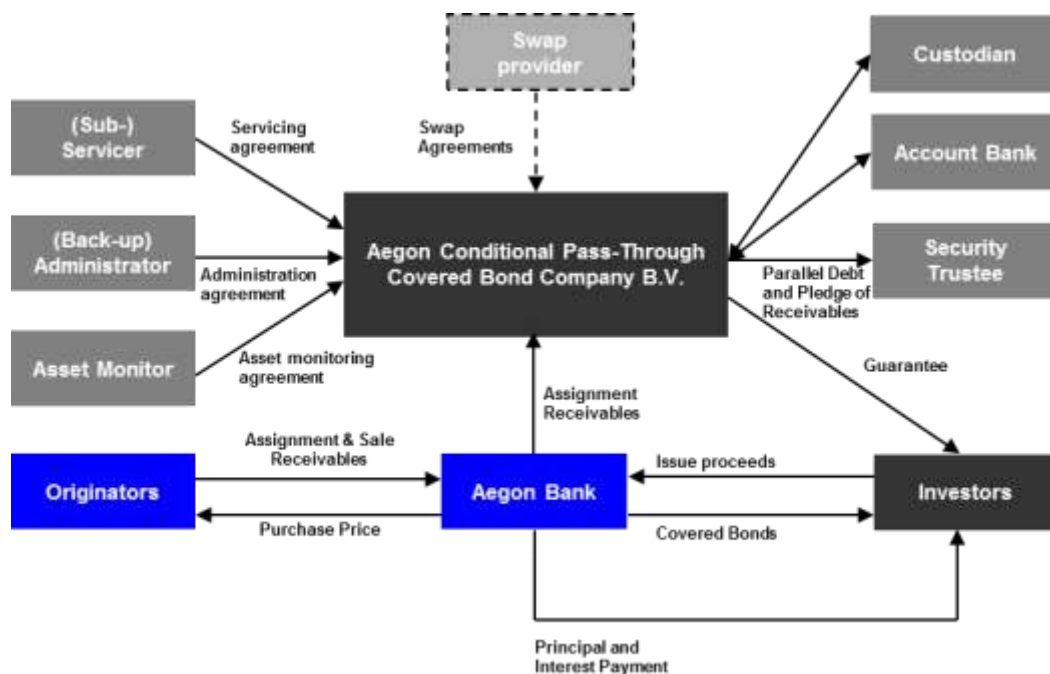 Swap
provider
Custodian
(Sub-)
Servicer
Servicing
agreement
Swap
Agreements
Account Bank
(Back-up)
Administrator
Administration
agreement
Aegon Conditional Pass-Through
Covered Bond Company B.V.
Security
Trustee
Parallel Debt
and Pledge of
Receivables
Asset Monitor
Asset monitoring
agreement
Guarantee
Assignment
Receivables
Assignment & Sale
Receivables
Issue proceeds
Originators
Aegon Bank
Investors
Purchase Price
Covered Bonds
Principal and
Interest Payment